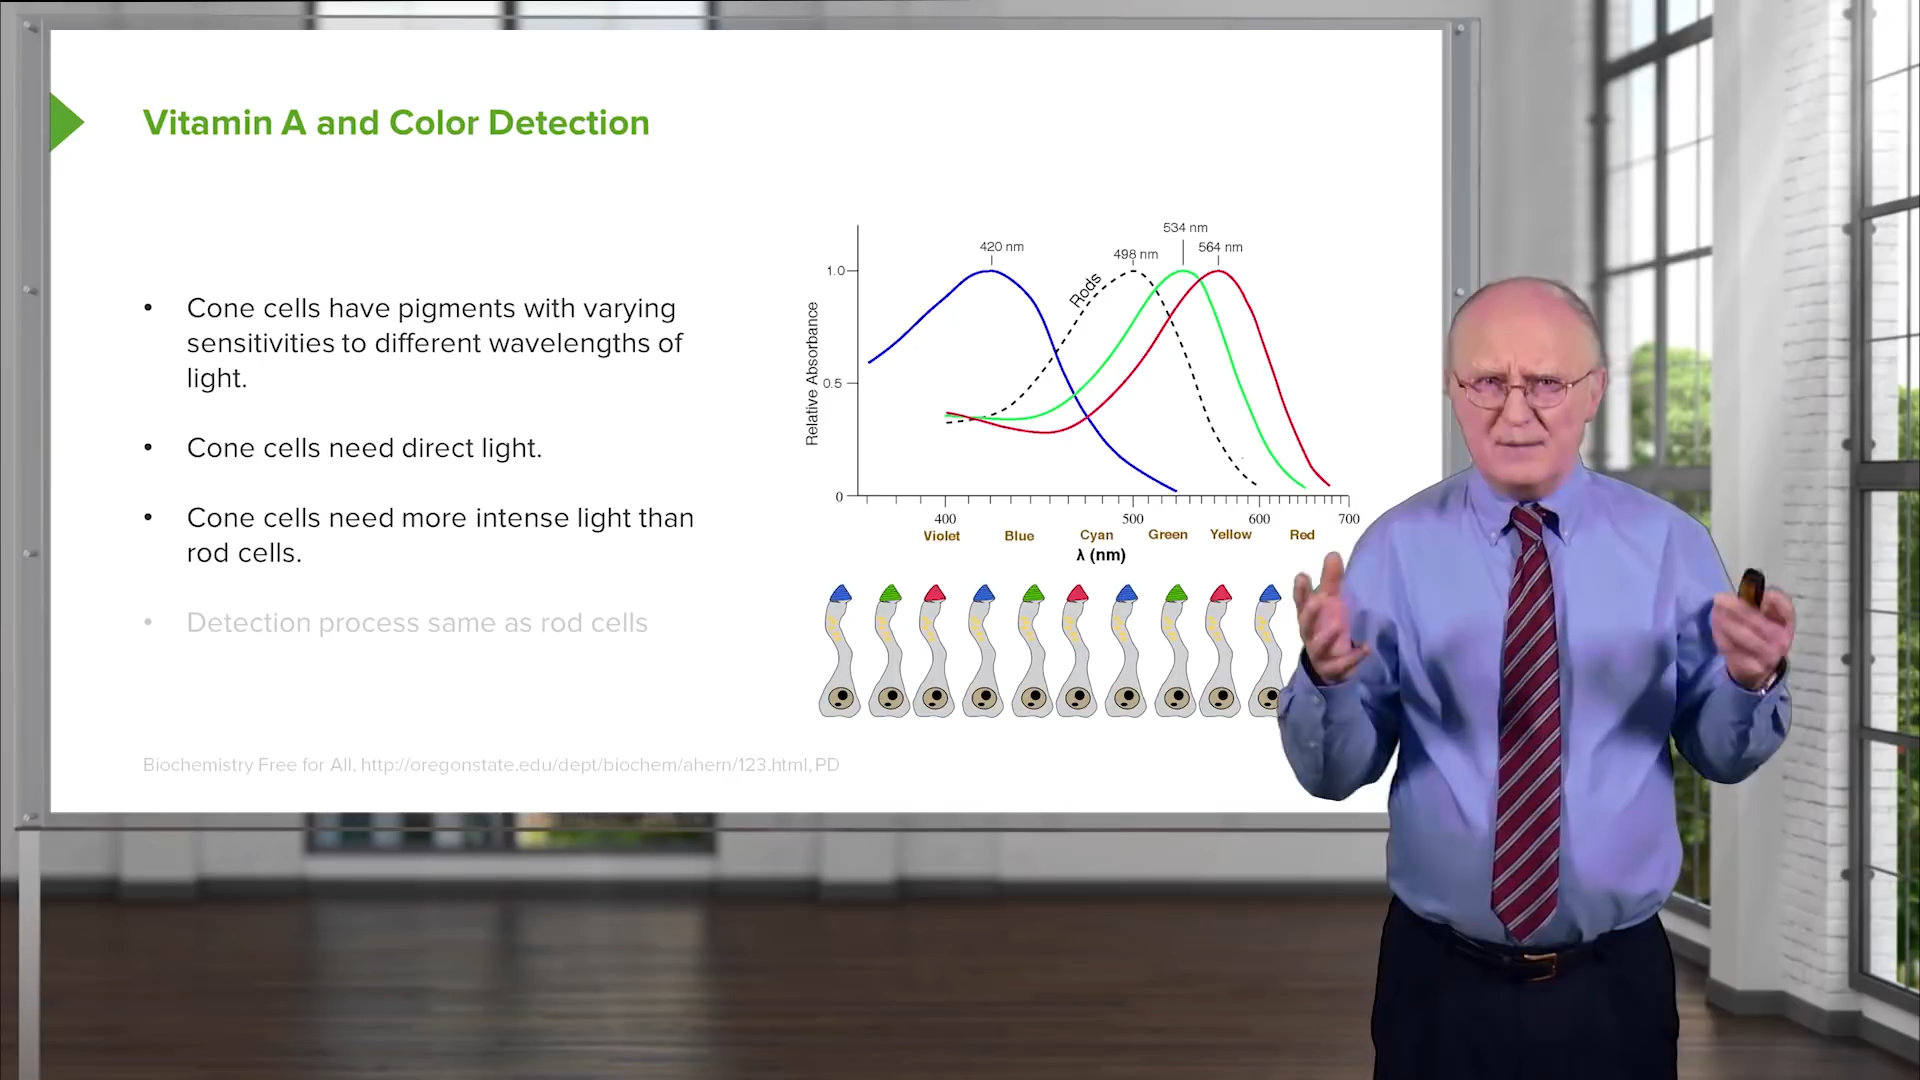 Vitamin A and Color Detection
• Cone cells have pigments with varying
sensitivities to different wavelengths of
light.
• Cone cells need direct light.
• Cone cells need more intense light than
rod cells.
• Detection process same as rod cells
534 nm
420 nm
498 nm
564 nm
Rods
1.0
0.5
0
Relative Absorbance
400 500 600 700
Violet Blue Cyan Green Yellow Red
λ (nm)
Biochemistry Free for All, http://oregonstate.edu/dept/biochem/ahern/123.html, PD